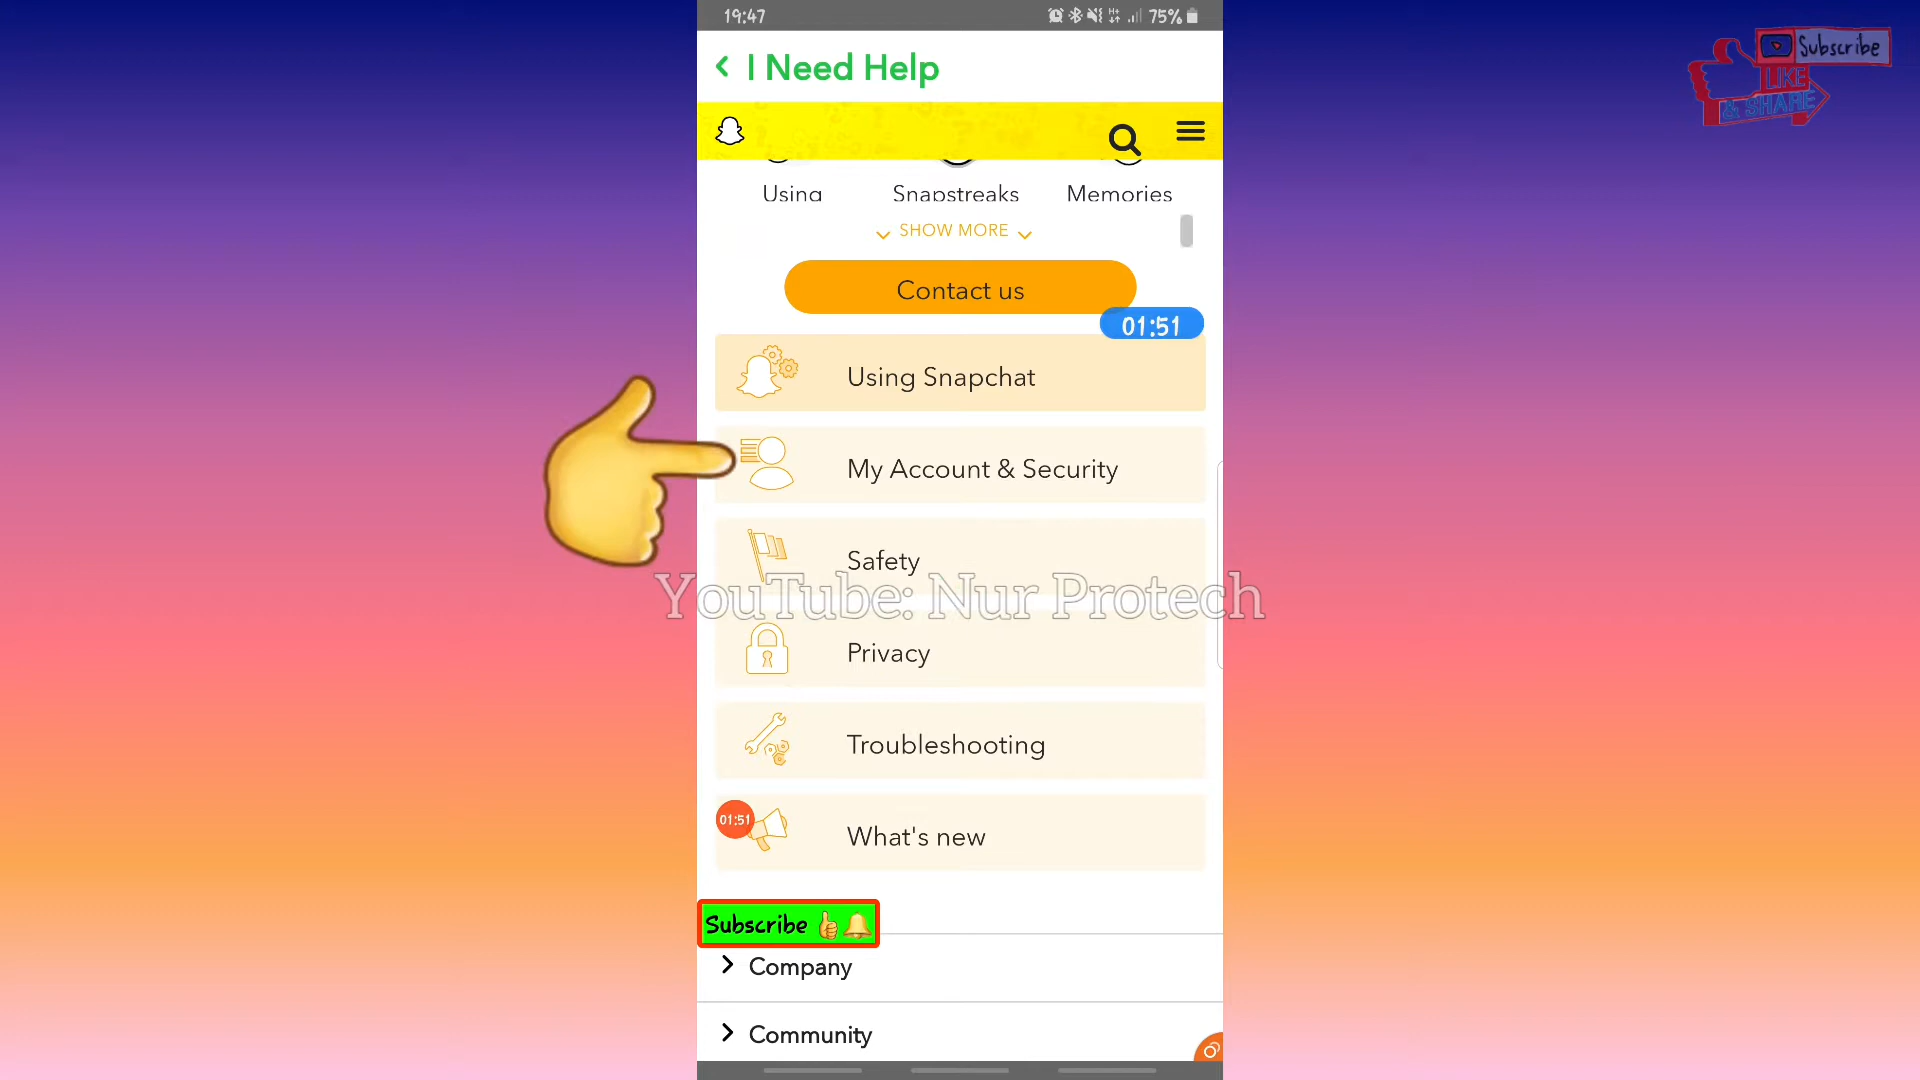 19:47
75%
I Need Help
Subscribe
LIKE
& SHARE
Using
Snapstreaks
Memories
SHOW MORE
Contact us
01:51
Using Snapchat
My Account & Security
Safety
YouTube: Nur Protech
Privacy
Troubleshooting
01:51
What's new
Subscribe
Company
Community